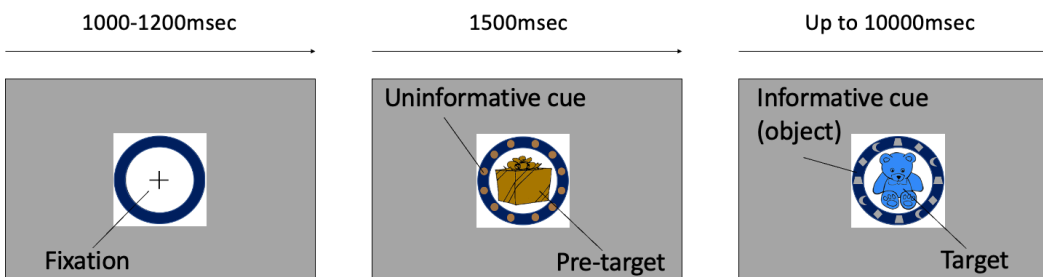 1000-1200msec
1500msec
Up to 10000msec
Fixation
Uninformative cue
Pre-target
Informative cue
(object)
Target